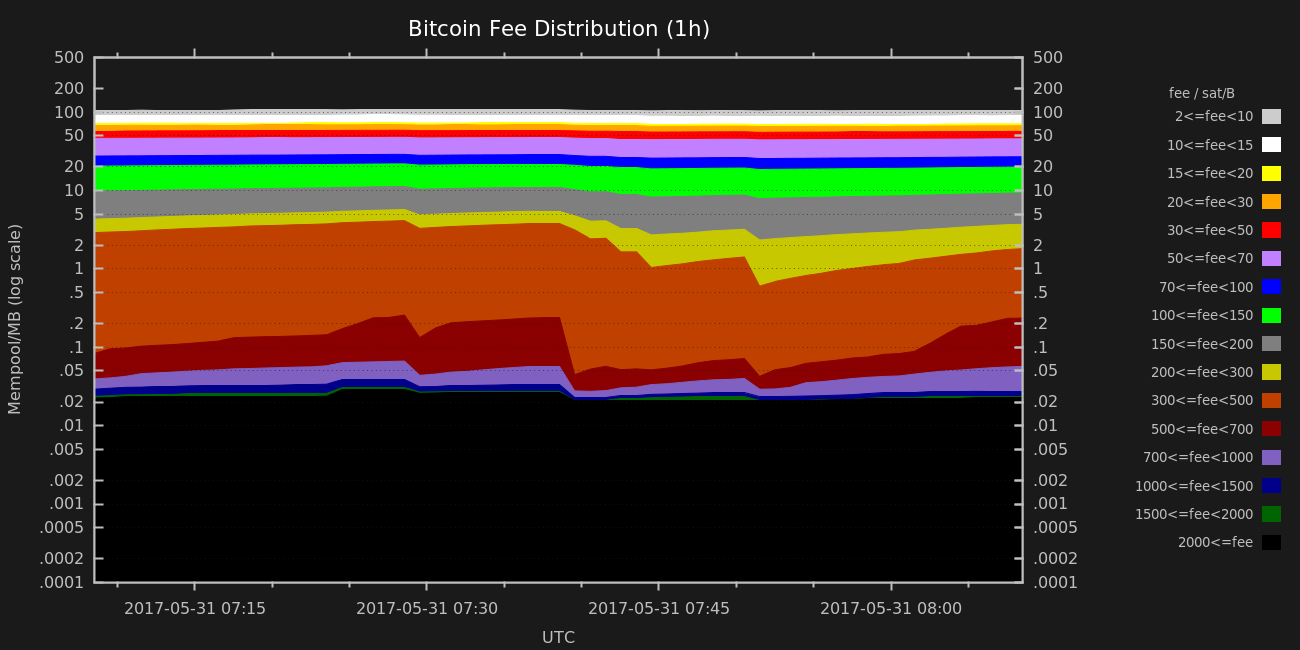 Bitcoin Fee Distribution (1h)
500
200
100
50
20
10
5
2
1
.5
.2
.1
.05
.02
.01
.005
.002
.001
.0005
.0002
.0001
Mempool/MB (log scale)
500
200
100
50
20
10
5
2
1
.5
.2
.1
.05
.02
.01
.005
.002
.001
.0005
.0002
.0001
2017-05-31 07:15
2017-05-31 07:30
2017-05-31 07:45
2017-05-31 08:00
UTC
fee / sat/B
2<=fee<10
10<=fee<15
15<=fee<20
20<=fee<30
30<=fee<50
50<=fee<70
70<=fee<100
100<=fee<150
150<=fee<200
200<=fee<300
300<=fee<500
500<=fee<700
700<=fee<1000
1000<=fee<1500
1500<=fee<2000
2000<=fee